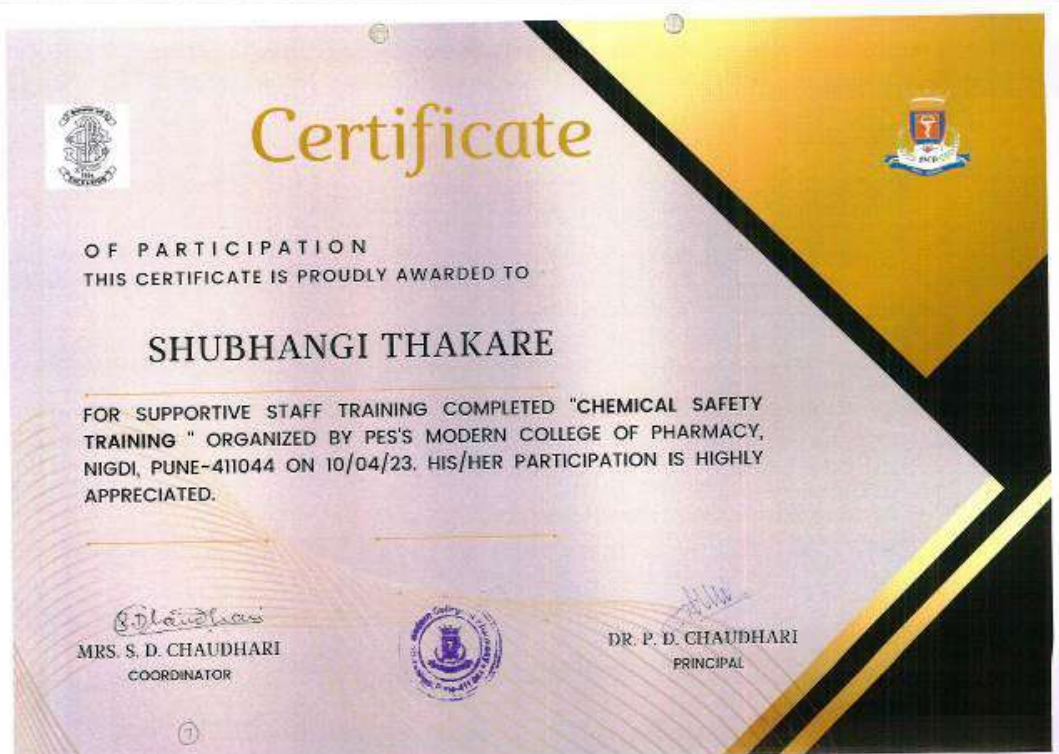 Certificate
OF PARTICIPATION
THIS CERTIFICATE IS PROUDLY AWARDED TO
SHUBHANGI THAKARE
FOR SUPPORTIVE STAFF TRAINING COMPLETED "CHEMICAL SAFETY
TRAINING " ORGANIZED BY PES'S MODERN COLLEGE OF PHARMACY,
NIGDI, PUNE-411044 ON 10/04/23. HIS/HER PARTICIPATION IS HIGHLY
APPRECIATED.
S.D.Chaudhari
MRS. S. D. CHAUDHARI
COORDINATOR
DR. P. D. CHAUDHARI
PRINCIPAL
7